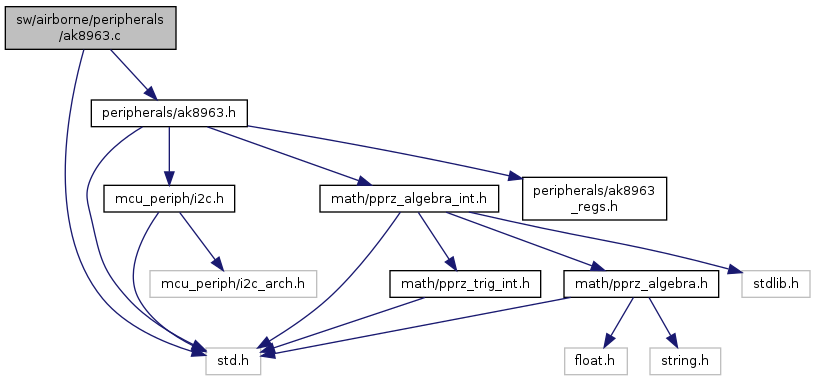 sw/airborne/peripherals
/ak8963.c
peripherals/ak8963.h
mcu_periph/i2c.h
math/pprz_algebra_int.h
peripherals/ak8963
_regs.h
mcu_periph/i2c_arch.h
math/pprz_trig_int.h
math/pprz_algebra.h
stdlib.h
std.h
float.h
string.h